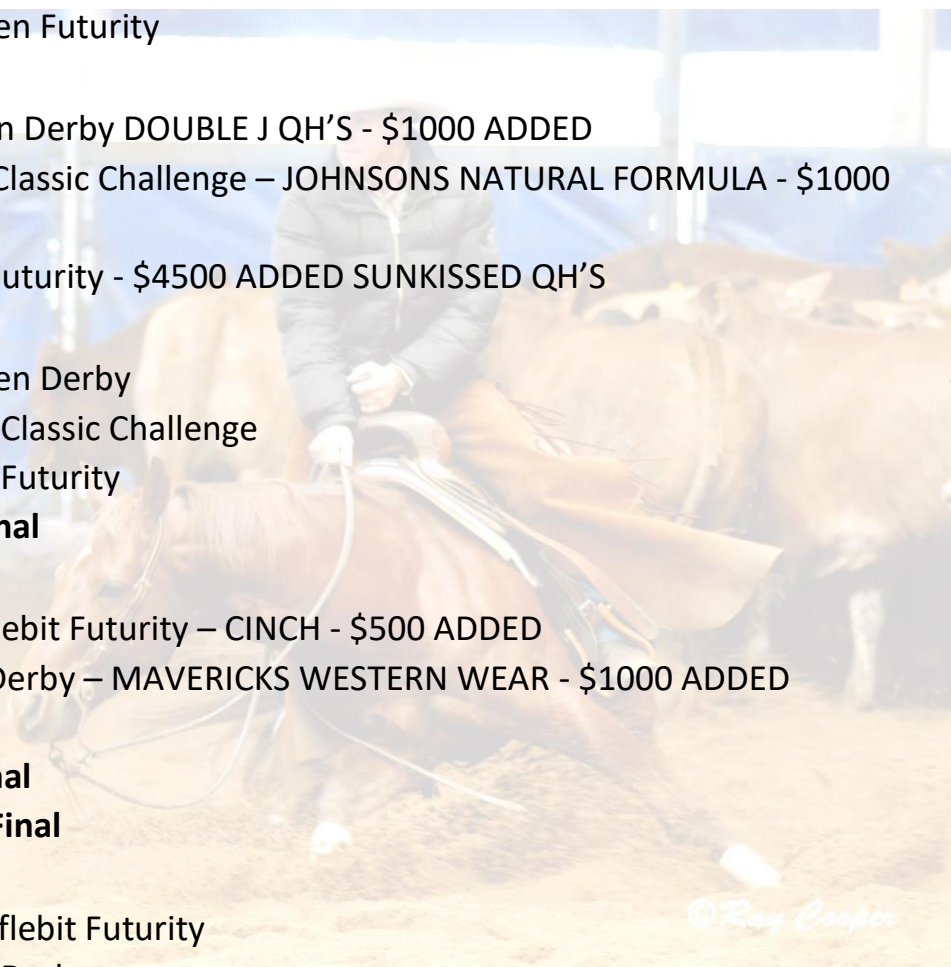 en Futurity
n Derby DOUBLE J QH'S - $1000 ADDED
Classic Challenge – JOHNSONS NATURAL FORMULA - $1000
uturity - $4500 ADDED SUNKISSED QH'S
en Derby
Classic Challenge
Futurity
nal
ebit Futurity – CINCH - $500 ADDED
Derby – MAVERICKS WESTERN WEAR - $1000 ADDED
nal
Final
flebit Futurity
©Ray Cooper